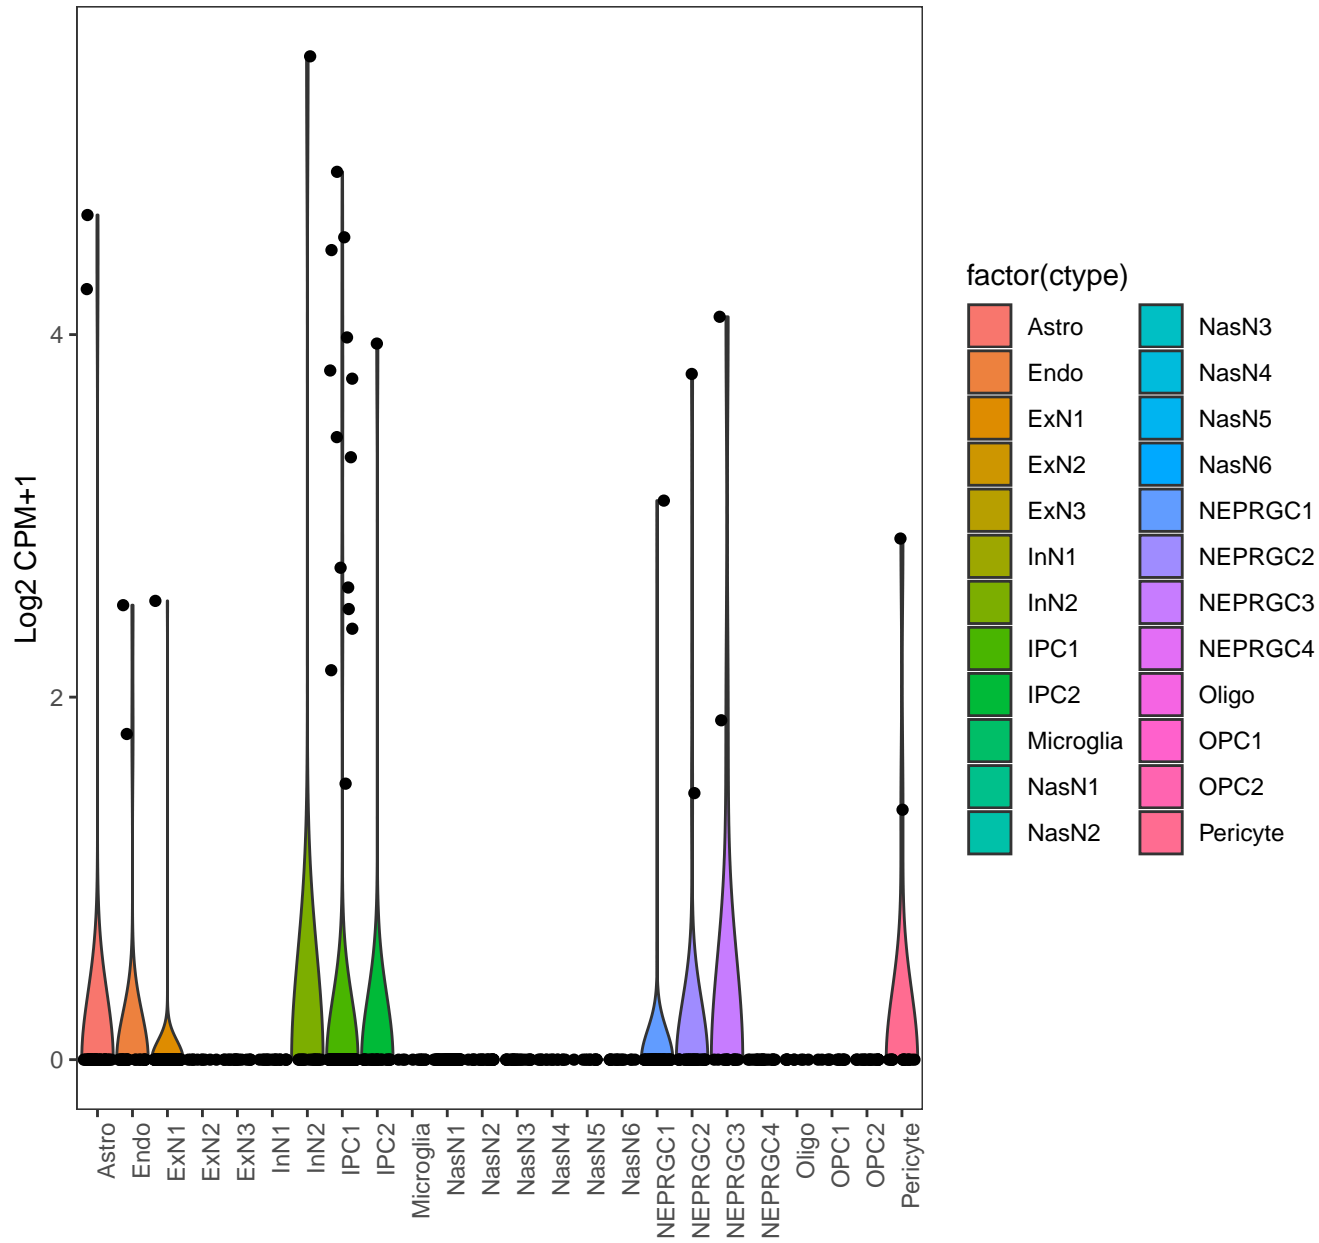 Log2 CPM+1
4
2
0
Astro
Endo
ExN1
ExN2
ExN3
InN1
InN2
IPC1
IPC2
Microglia
NasN1
NasN2
NasN3
NasN4
NasN5
NasN6
NEPRGC1
NEPRGC2
NEPRGC3
NEPRGC4
Oligo
OPC1
OPC2
Pericyte
factor(ctype)
Astro
Endo
ExN1
ExN2
ExN3
InN1
InN2
IPC1
IPC2
Microglia
NasN1
NasN2
NasN3
NasN4
NasN5
NasN6
NEPRGC1
NEPRGC2
NEPRGC3
NEPRGC4
Oligo
OPC1
OPC2
Pericyte